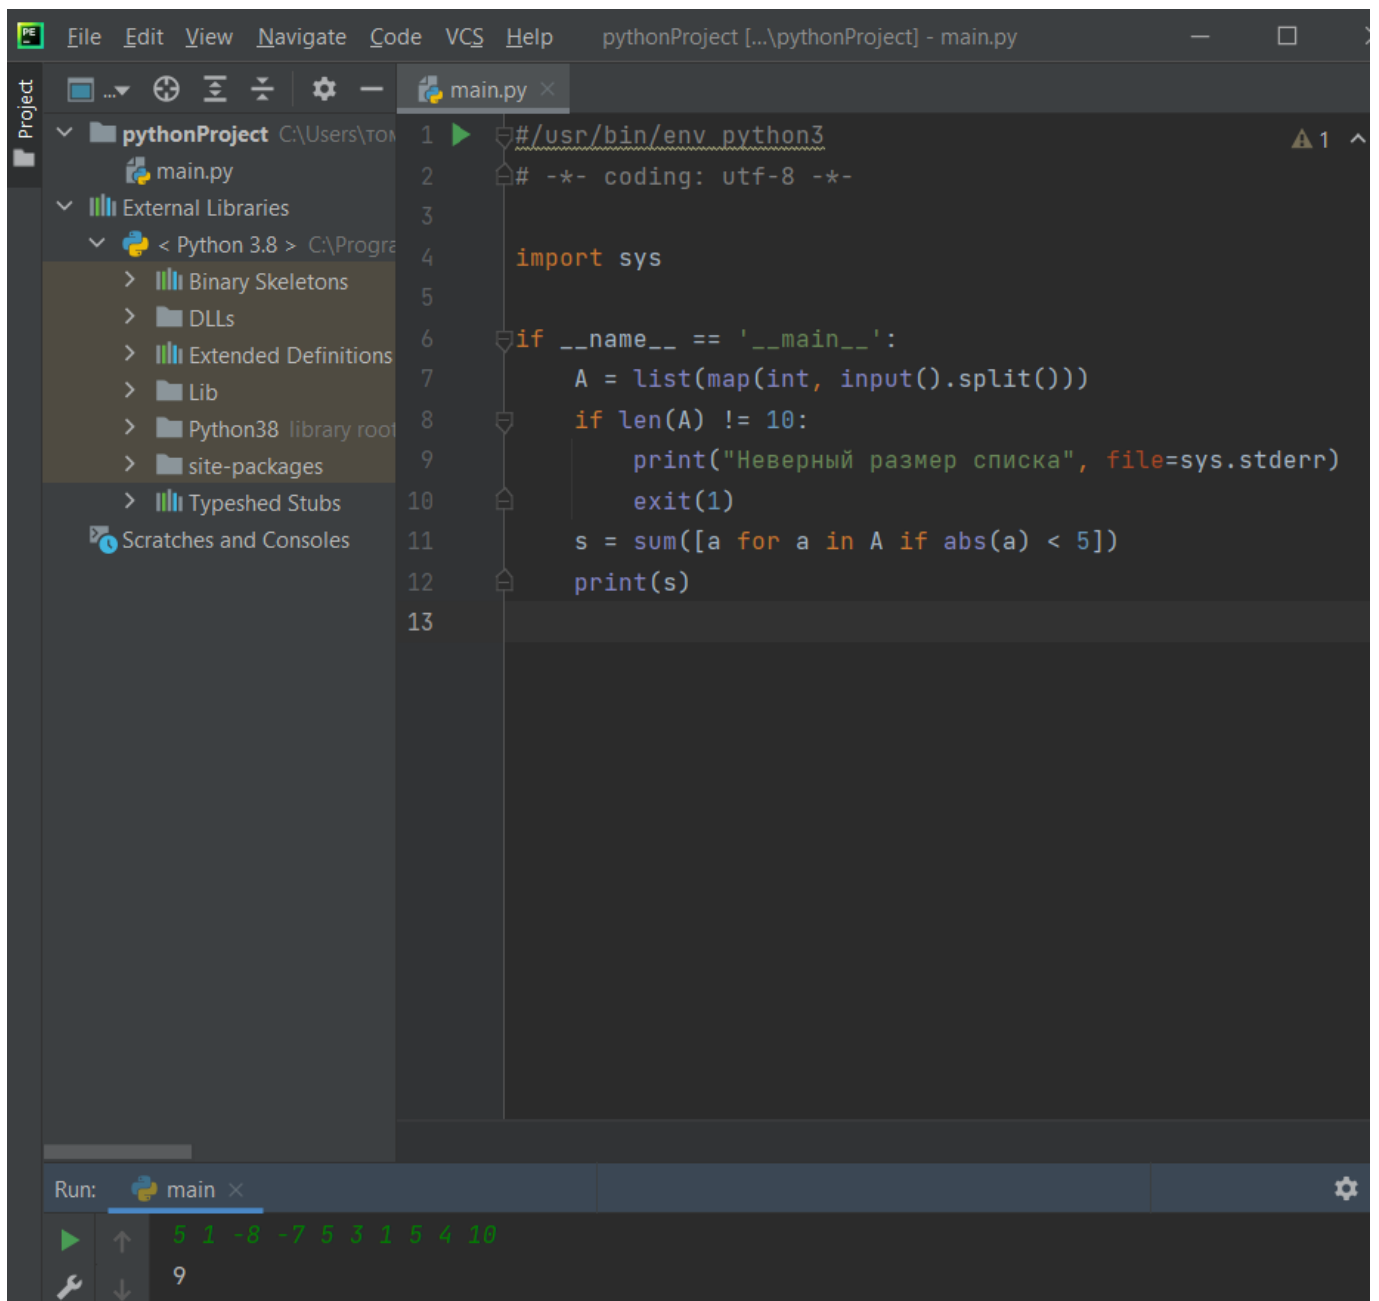 PE File Edit View Navigate Code VCS Help pythonProject [...\pythonProject] - main.py
Project
... main.py
pythonProject C:\Users\том
main.py
External Libraries
< Python 3.8 > C:\Progra
Binary Skeletons
DLLs
Extended Definitions
Lib
Python38 library root
site-packages
Typeshed Stubs
Scratches and Consoles
1 #/usr/bin/env python3
1
2 # -*- coding: utf-8 -*-
3
4 import sys
5
6 if __name__ == '__main__':
7 A = list(map(int, input().split()))
8 if len(A) != 10:
9 print("Неверный размер списка", file=sys.stderr)
10 exit(1)
11 s = sum([a for a in A if abs(a) < 5])
12 print(s)
13
Run: main
5 1 -8 -7 5 3 1 5 4 10
9